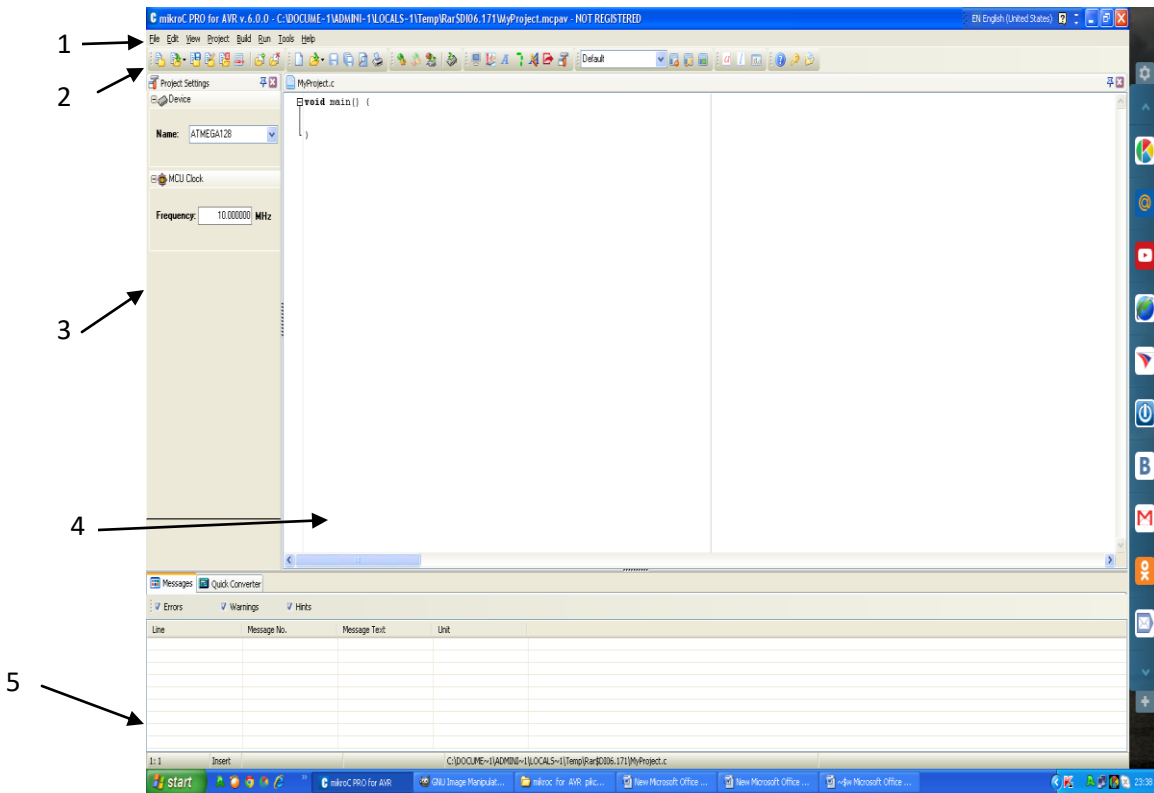 mikroC PRO for AVR v.6.0.0 - C:\DOCUME~1\ADMINI~1\LOCALS~1\Temp\Rar$DI06.171\MyProject.mcpav - NOT REGISTERED
EN English (United States)
1
File Edit View Project Build Run Tools Help
2
Default
Project Settings
MyProject.c
Device
void main() {
Name: ATMEGA128
}
MCU Clock
Frequency: 10.000000 MHz
3
4
Messages Quick Converter
Errors Warnings Hints
Line Message No. Message Text Unit
5
1: 1 Insert C:\DOCUME~1\ADMINI~1\LOCALS~1\Temp\Rar$DI06.171\MyProject.c
start mikroC PRO for AVR GNU Image Manipulat... mikroc for AVR pikc... New Microsoft Office ... New Microsoft Office ... ~$w Microsoft Office ... 23:38